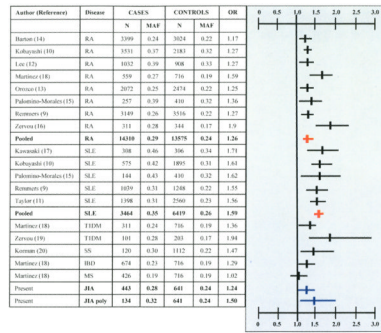 Author (Reference) Disease CASES CONTROLS OR
N MAF N MAF
0 0.5 1.0 1.5 2.0 2.5 3.0
Barton (14) RA 3399 0.24 3024 0.22 1.17
Kobayashi (10) RA 3531 0.37 2183 0.32 1.27
Lee (12) RA 1032 0.39 908 0.33 1.27
Martinez (18) RA 559 0.27 716 0.19 1.59
Orozco (13) RA 2072 0.25 2474 0.22 1.25
Palomino-Morales (15) RA 257 0.39 410 0.32 1.36
Remmers (9) RA 3149 0.26 3516 0.22 1.27
Zervou (16) RA 311 0.28 344 0.17 1.9
Pooled RA 14310 0.29 13575 0.24 1.26
Kawasaki (17) SLE 308 0.46 306 0.34 1.71
Kobayashi (10) SLE 573 0.42 1895 0.31 1.61
Palomino-Morales (15) SLE 144 0.43 410 0.32 1.62
Remmers (9) SLE 1039 0.31 1248 0.22 1.55
Taylor (11) SLE 1398 0.31 2560 0.23 1.56
Pooled SLE 3464 0.35 6419 0.26 1.59
Martinez (18) T1DM 311 0.24 716 0.19 1.36
Zervou (19) T1DM 101 0.28 203 0.17 1.94
Korman (20) SS 120 0.30 1112 0.22 1.47
Martinez (18) IBD 674 0.23 716 0.19 1.29
Martinez (18) MS 426 0.19 716 0.19 1.02
Present JIA 443 0.28 641 0.24 1.24
Present JIA poly 134 0.32 641 0.24 1.50
0 0.5 1.0 1.5 2.0 2.5 3.0